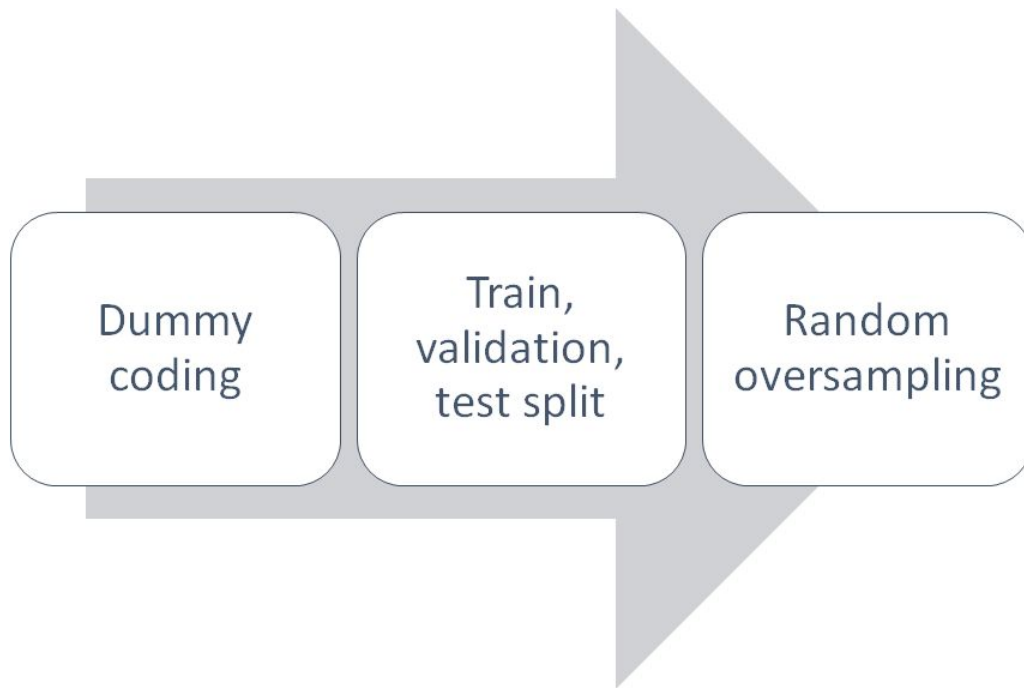 Dummy
coding
Train,
validation,
test split
Random
oversampling